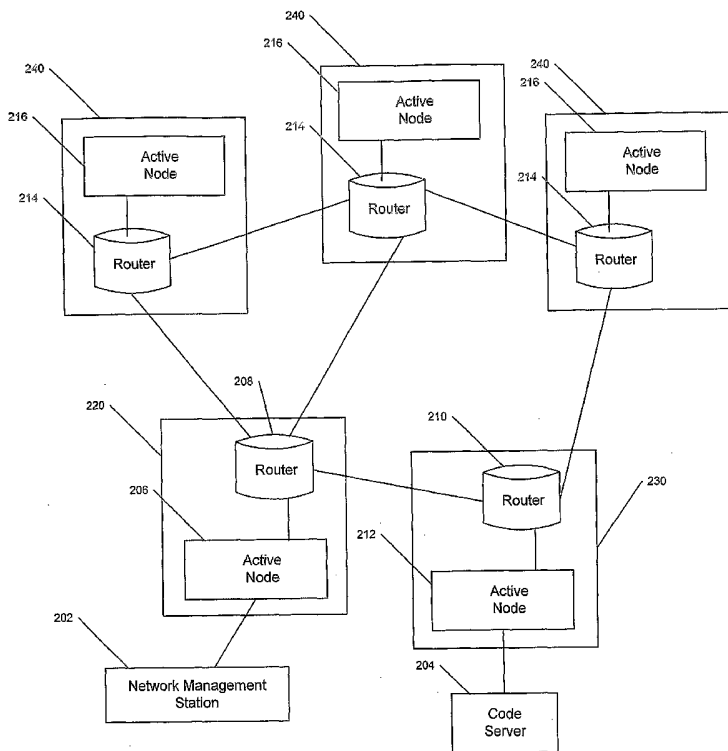 240
216
Active
Node
214
Router
240
216
Active
Node
214
Router
240
216
Active
Node
214
Router
208
220
Router
206
Active
Node
202
Network Management
Station
210
Router
230
212
Active
Node
204
Code
Server